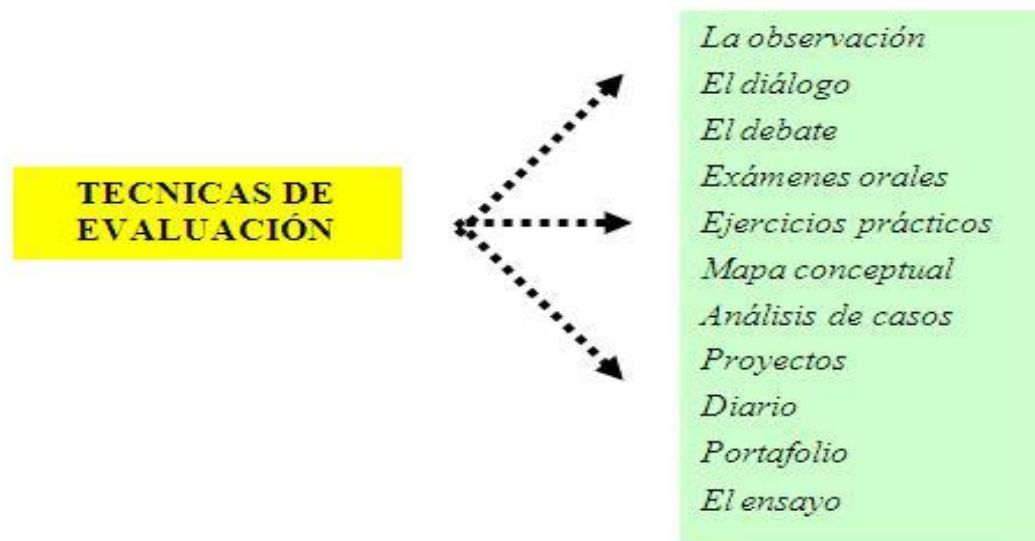 TECNICAS DE
EVALUACIÓN
La observación
El diálogo
El debate
Exámenes orales
Ejercicios prácticos
Mapa conceptual
Análisis de casos
Proyectos
Diario
Portafolio
El ensayo